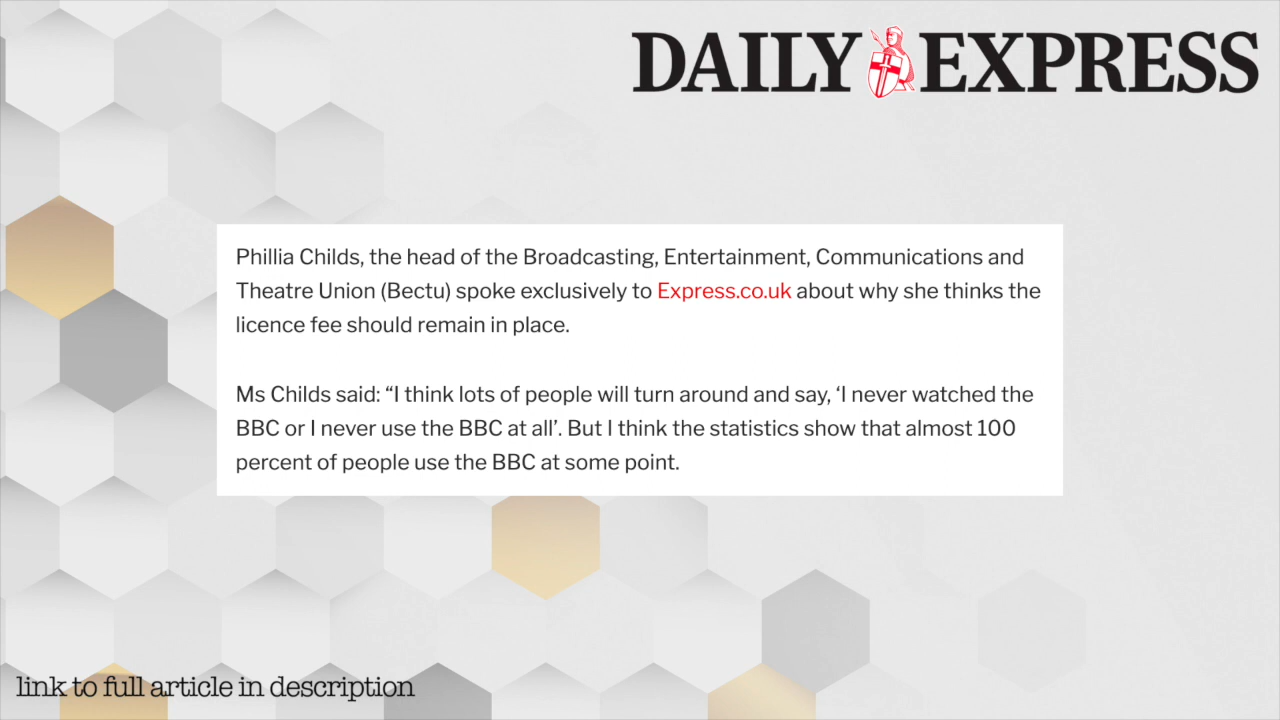 DAILY EXPRESS
Phillia Childs, the head of the Broadcasting, Entertainment, Communications and
Theatre Union (Bectu) spoke exclusively to Express.co.uk about why she thinks the
licence fee should remain in place.
Ms Childs said: “I think lots of people will turn around and say, ‘I never watched the
BBC or I never use the BBC at all’. But I think the statistics show that almost 100
percent of people use the BBC at some point.
link to full article in description